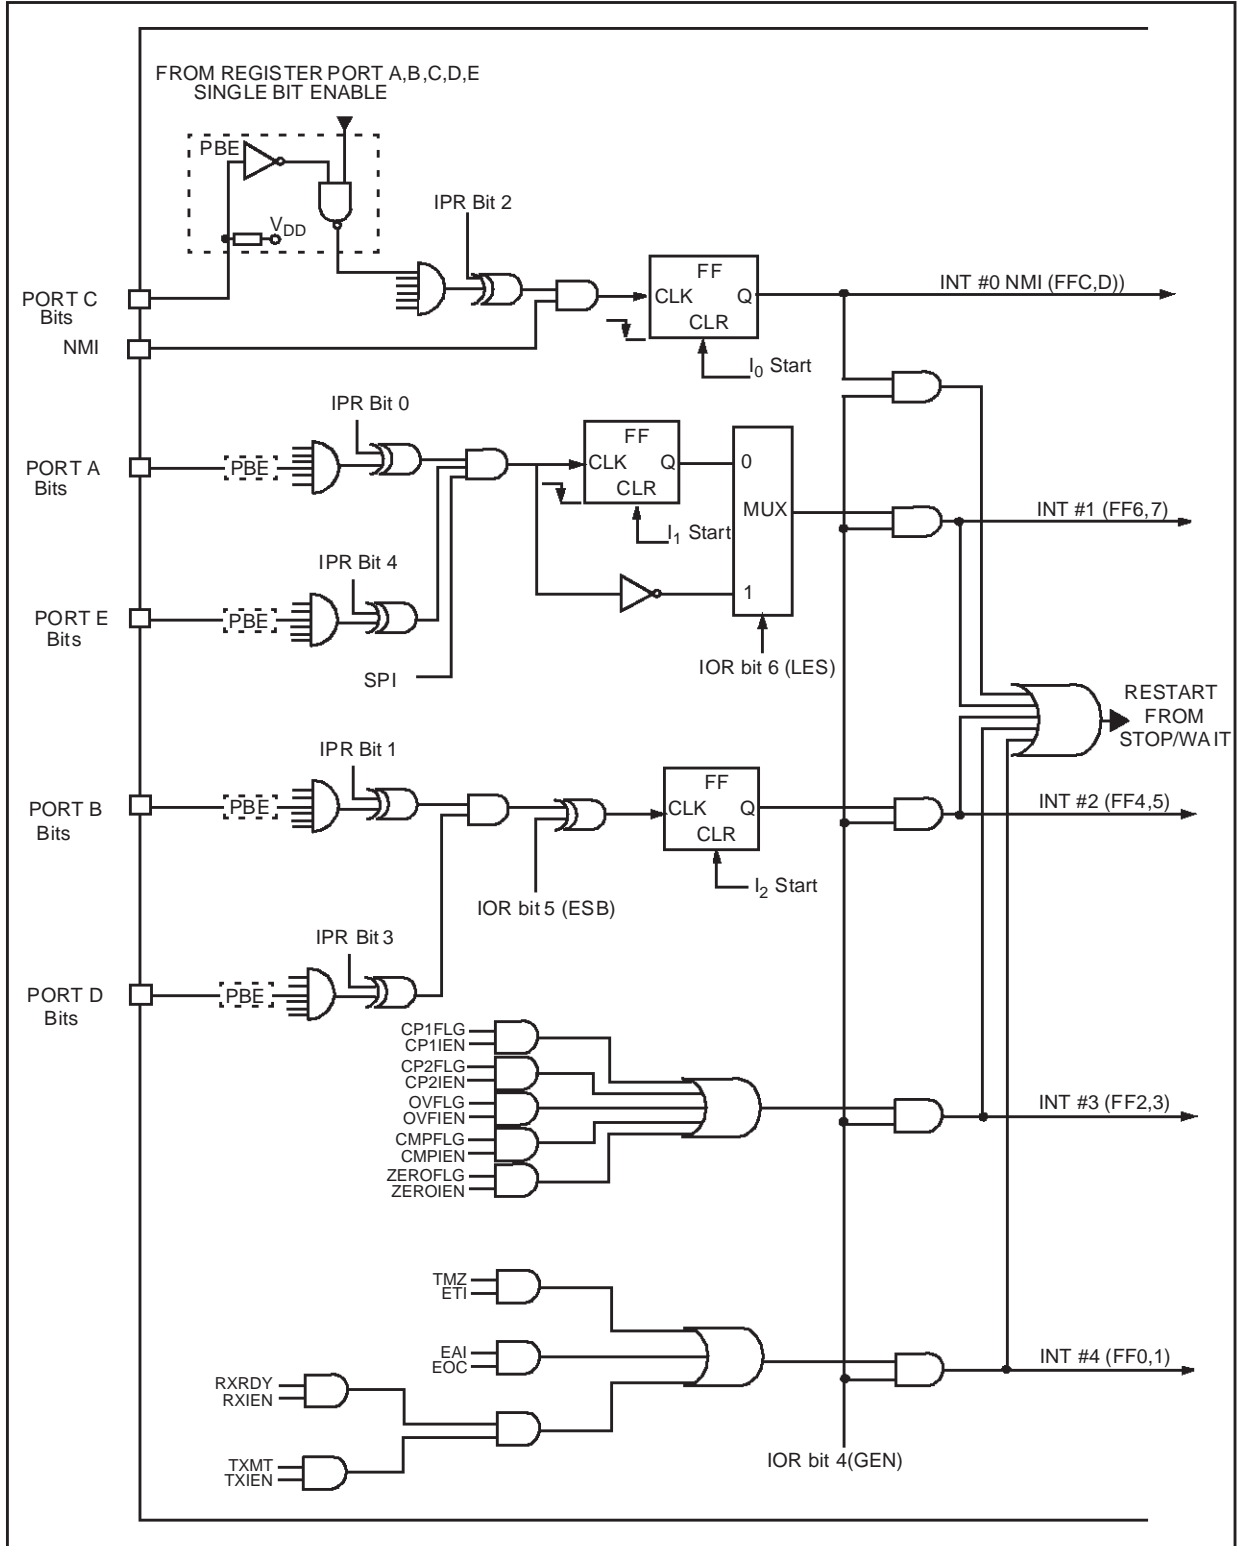 FROM REGISTER PORT A,B,C,D,E
SINGLE BIT ENABLE
PBE
VDD
IPR Bit 2
PORT C
Bits
NMI
FF
CLK
Q
CLR
I0 Start
INT #0 NMI (FFC,D))
IPR Bit 0
PORT A
Bits
PBE
FF
CLK
Q
CLR
I1 Start
0
MUX
1
INT #1 (FF6,7)
IPR Bit 4
PORT E
Bits
PBE
SPI
IOR bit 6 (LES)
RESTART
FROM
STOP/WAIT
IPR Bit 1
PORT B
Bits
PBE
FF
CLK
Q
CLR
I2 Start
INT #2 (FF4,5)
IOR bit 5 (ESB)
IPR Bit 3
PORT D
Bits
PBE
CP1FLG
CP1IEN
CP2FLG
CP2IEN
OVFLG
OVFIEN
CMPFLG
CMPIEN
ZEROFLG
ZEROIEN
INT #3 (FF2,3)
TMZ
ETI
EAI
EOC
RXRDY
RXIEN
TXMT
TXIEN
INT #4 (FF0,1)
IOR bit 4(GEN)